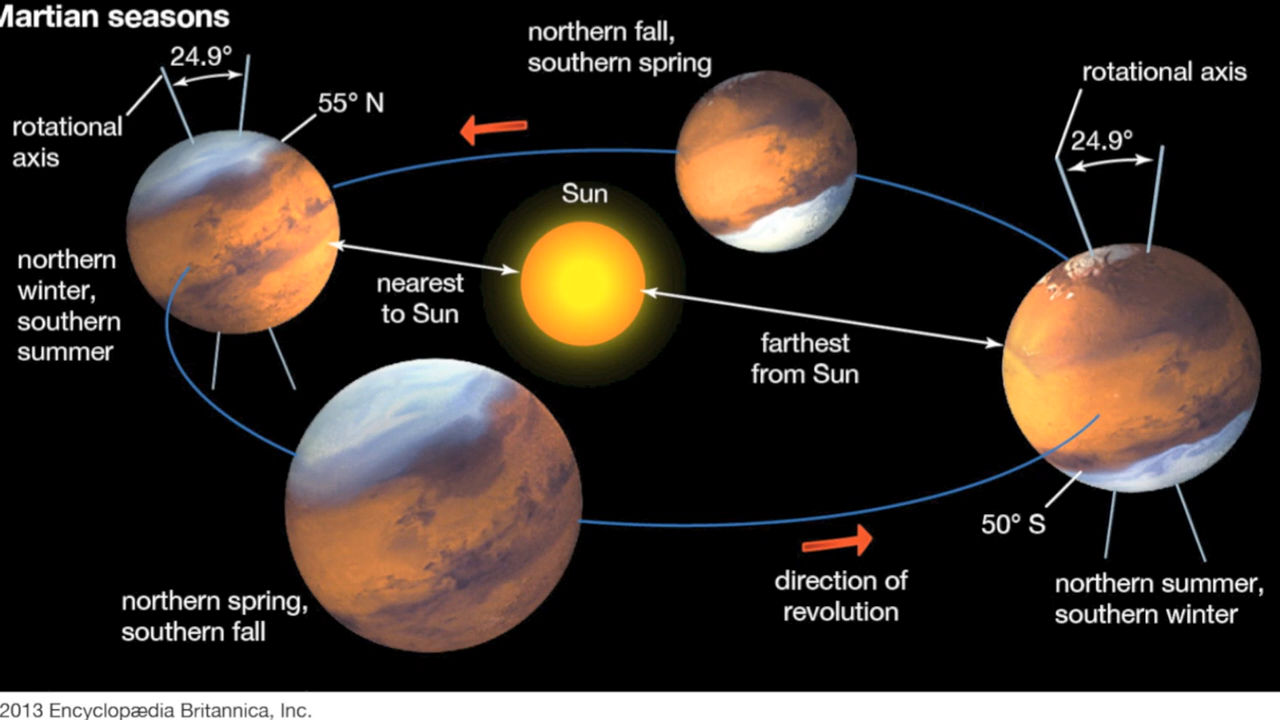 Martian seasons
24.9°
rotational
axis
55° N
northern fall,
southern spring
rotational axis
24.9°
Sun
northern
winter,
southern
summer
nearest
to Sun
farthest
from Sun
50° S
direction of
revolution
northern spring,
southern fall
northern summer,
southern winter
2013 Encyclopædia Britannica, Inc.